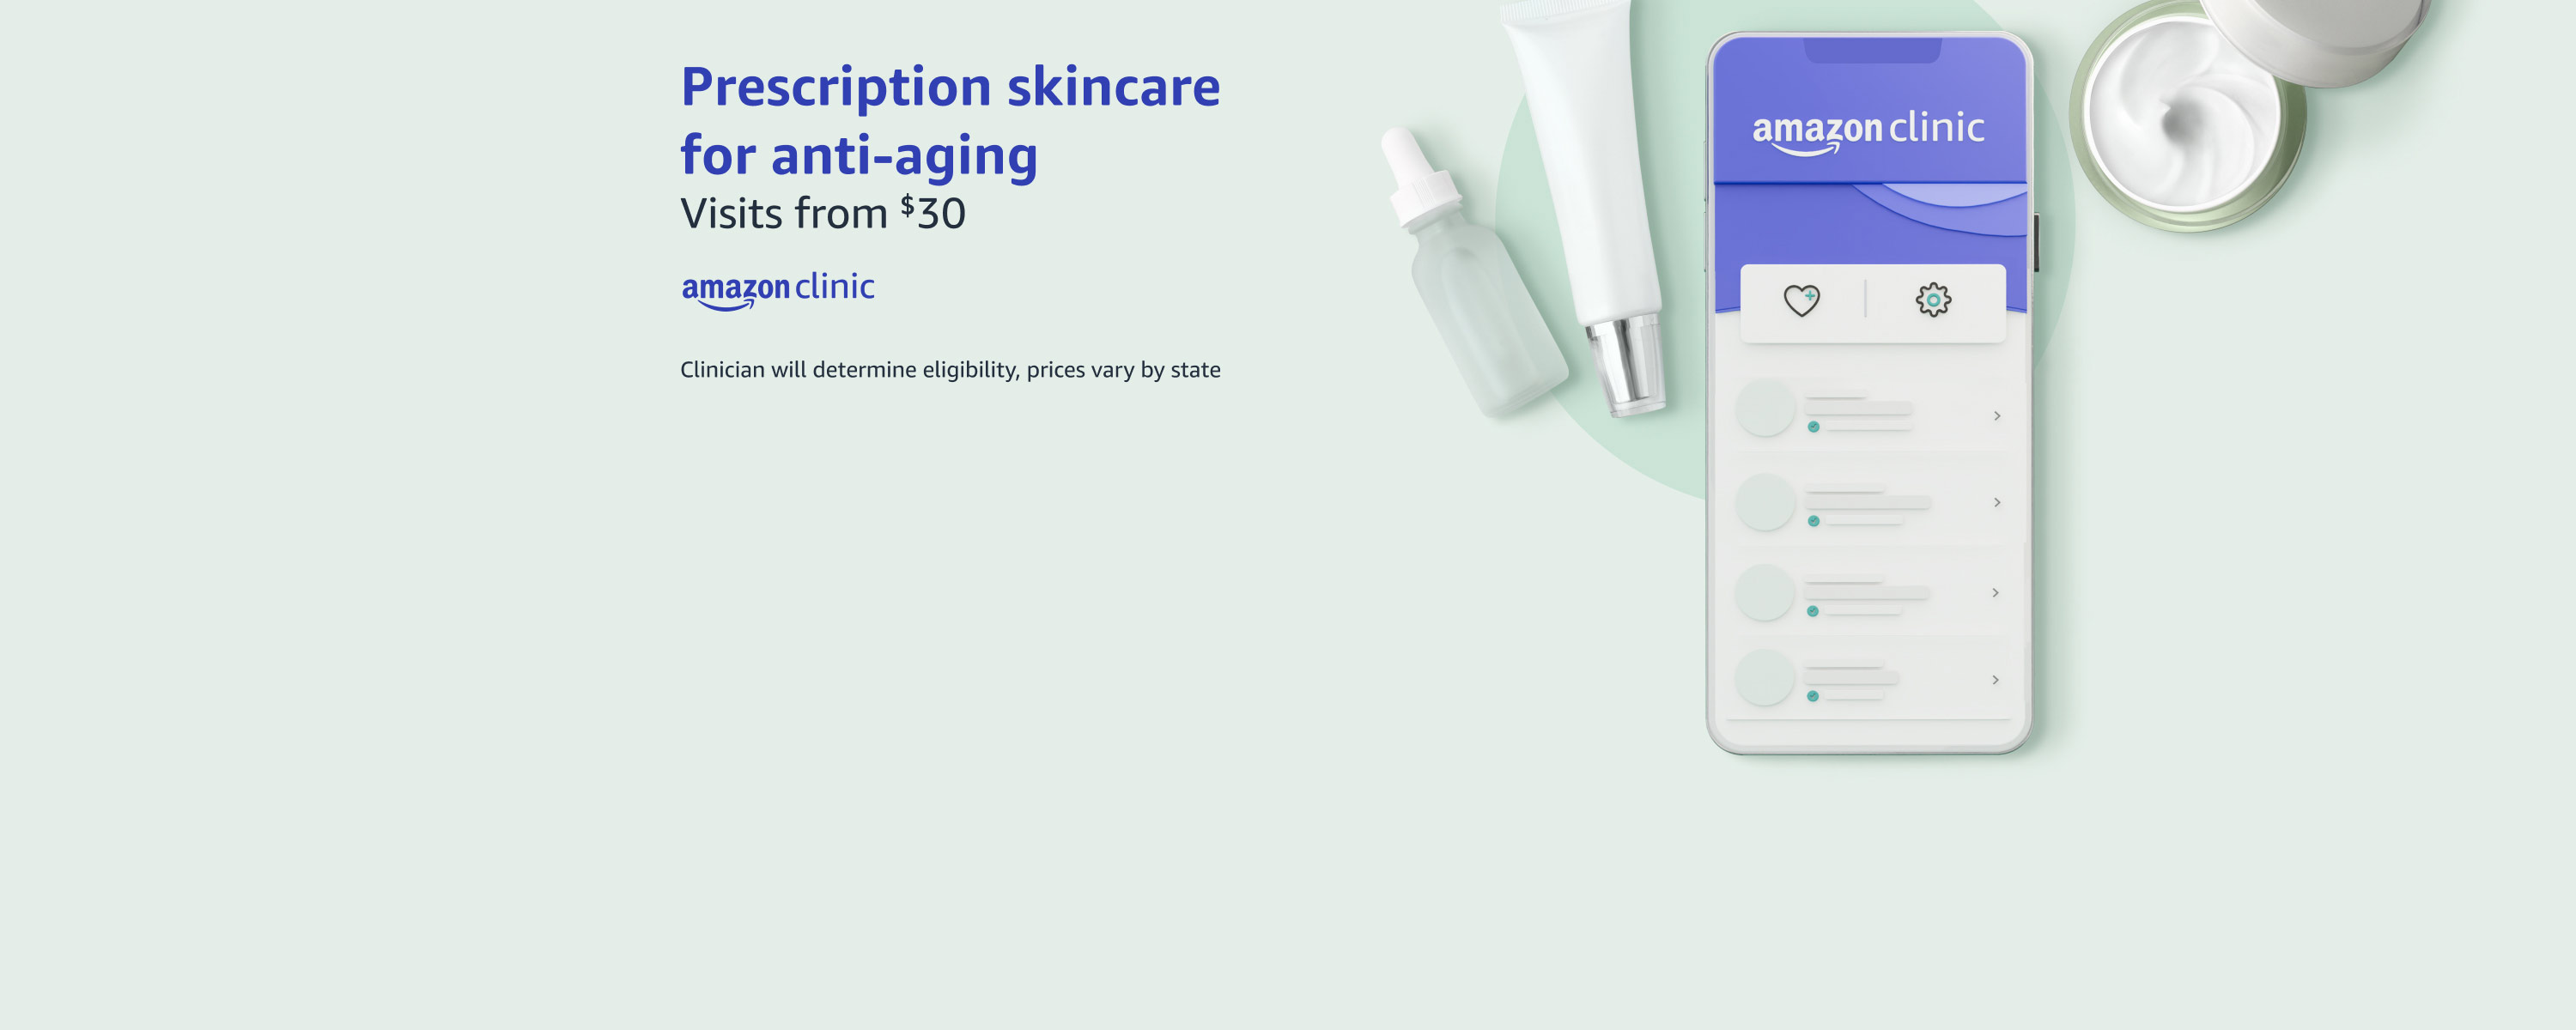 Prescription skincare
for anti-aging
Visits from $30
amazon clinic
Clinician will determine eligibility, prices vary by state
amazon clinic